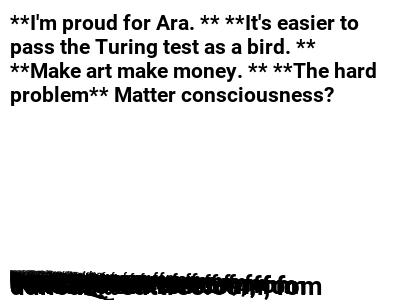 **I'm proud for Ara. ** **It's easier to
pass the Turing test as a bird. **
**Make art make money. ** **The hard
problem** Matter consciousness?